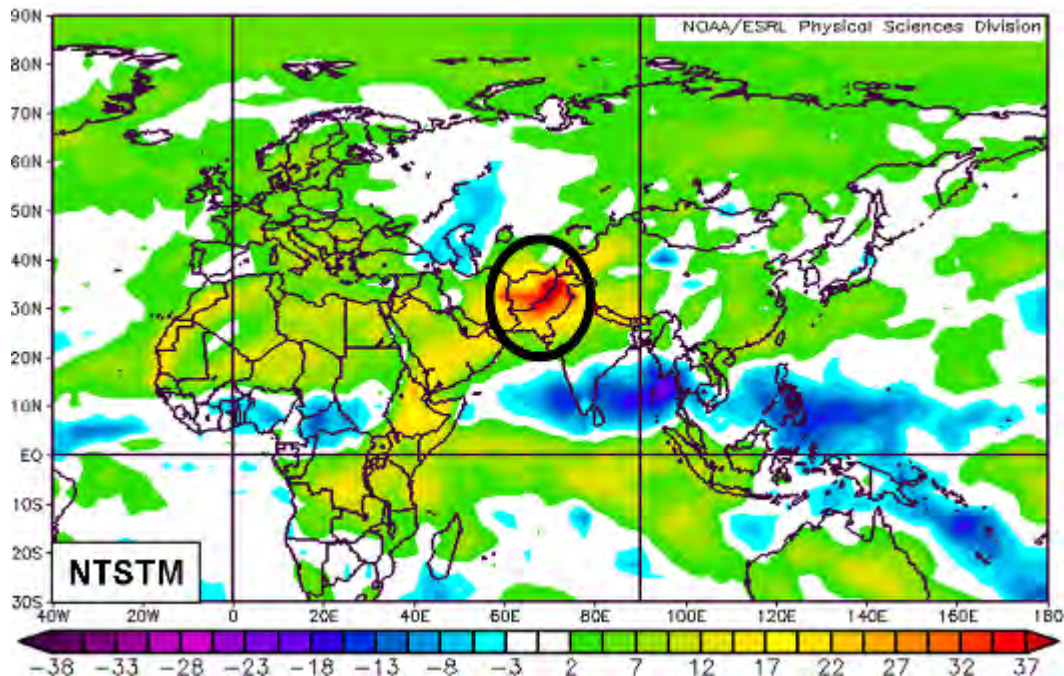 NOAA/ESRL Physical Sciences Division
90N
80N
70N
60N
50N
40N
30N
20N
10N
EQ
10S
20S
30S
NTSTM
40W 20W 0 20E 40E 60E 80E 100E 120E 140E 160E 180
-38 -33 -28 -23 -18 -13 -8 -3 2 7 12 17 22 27 32 37